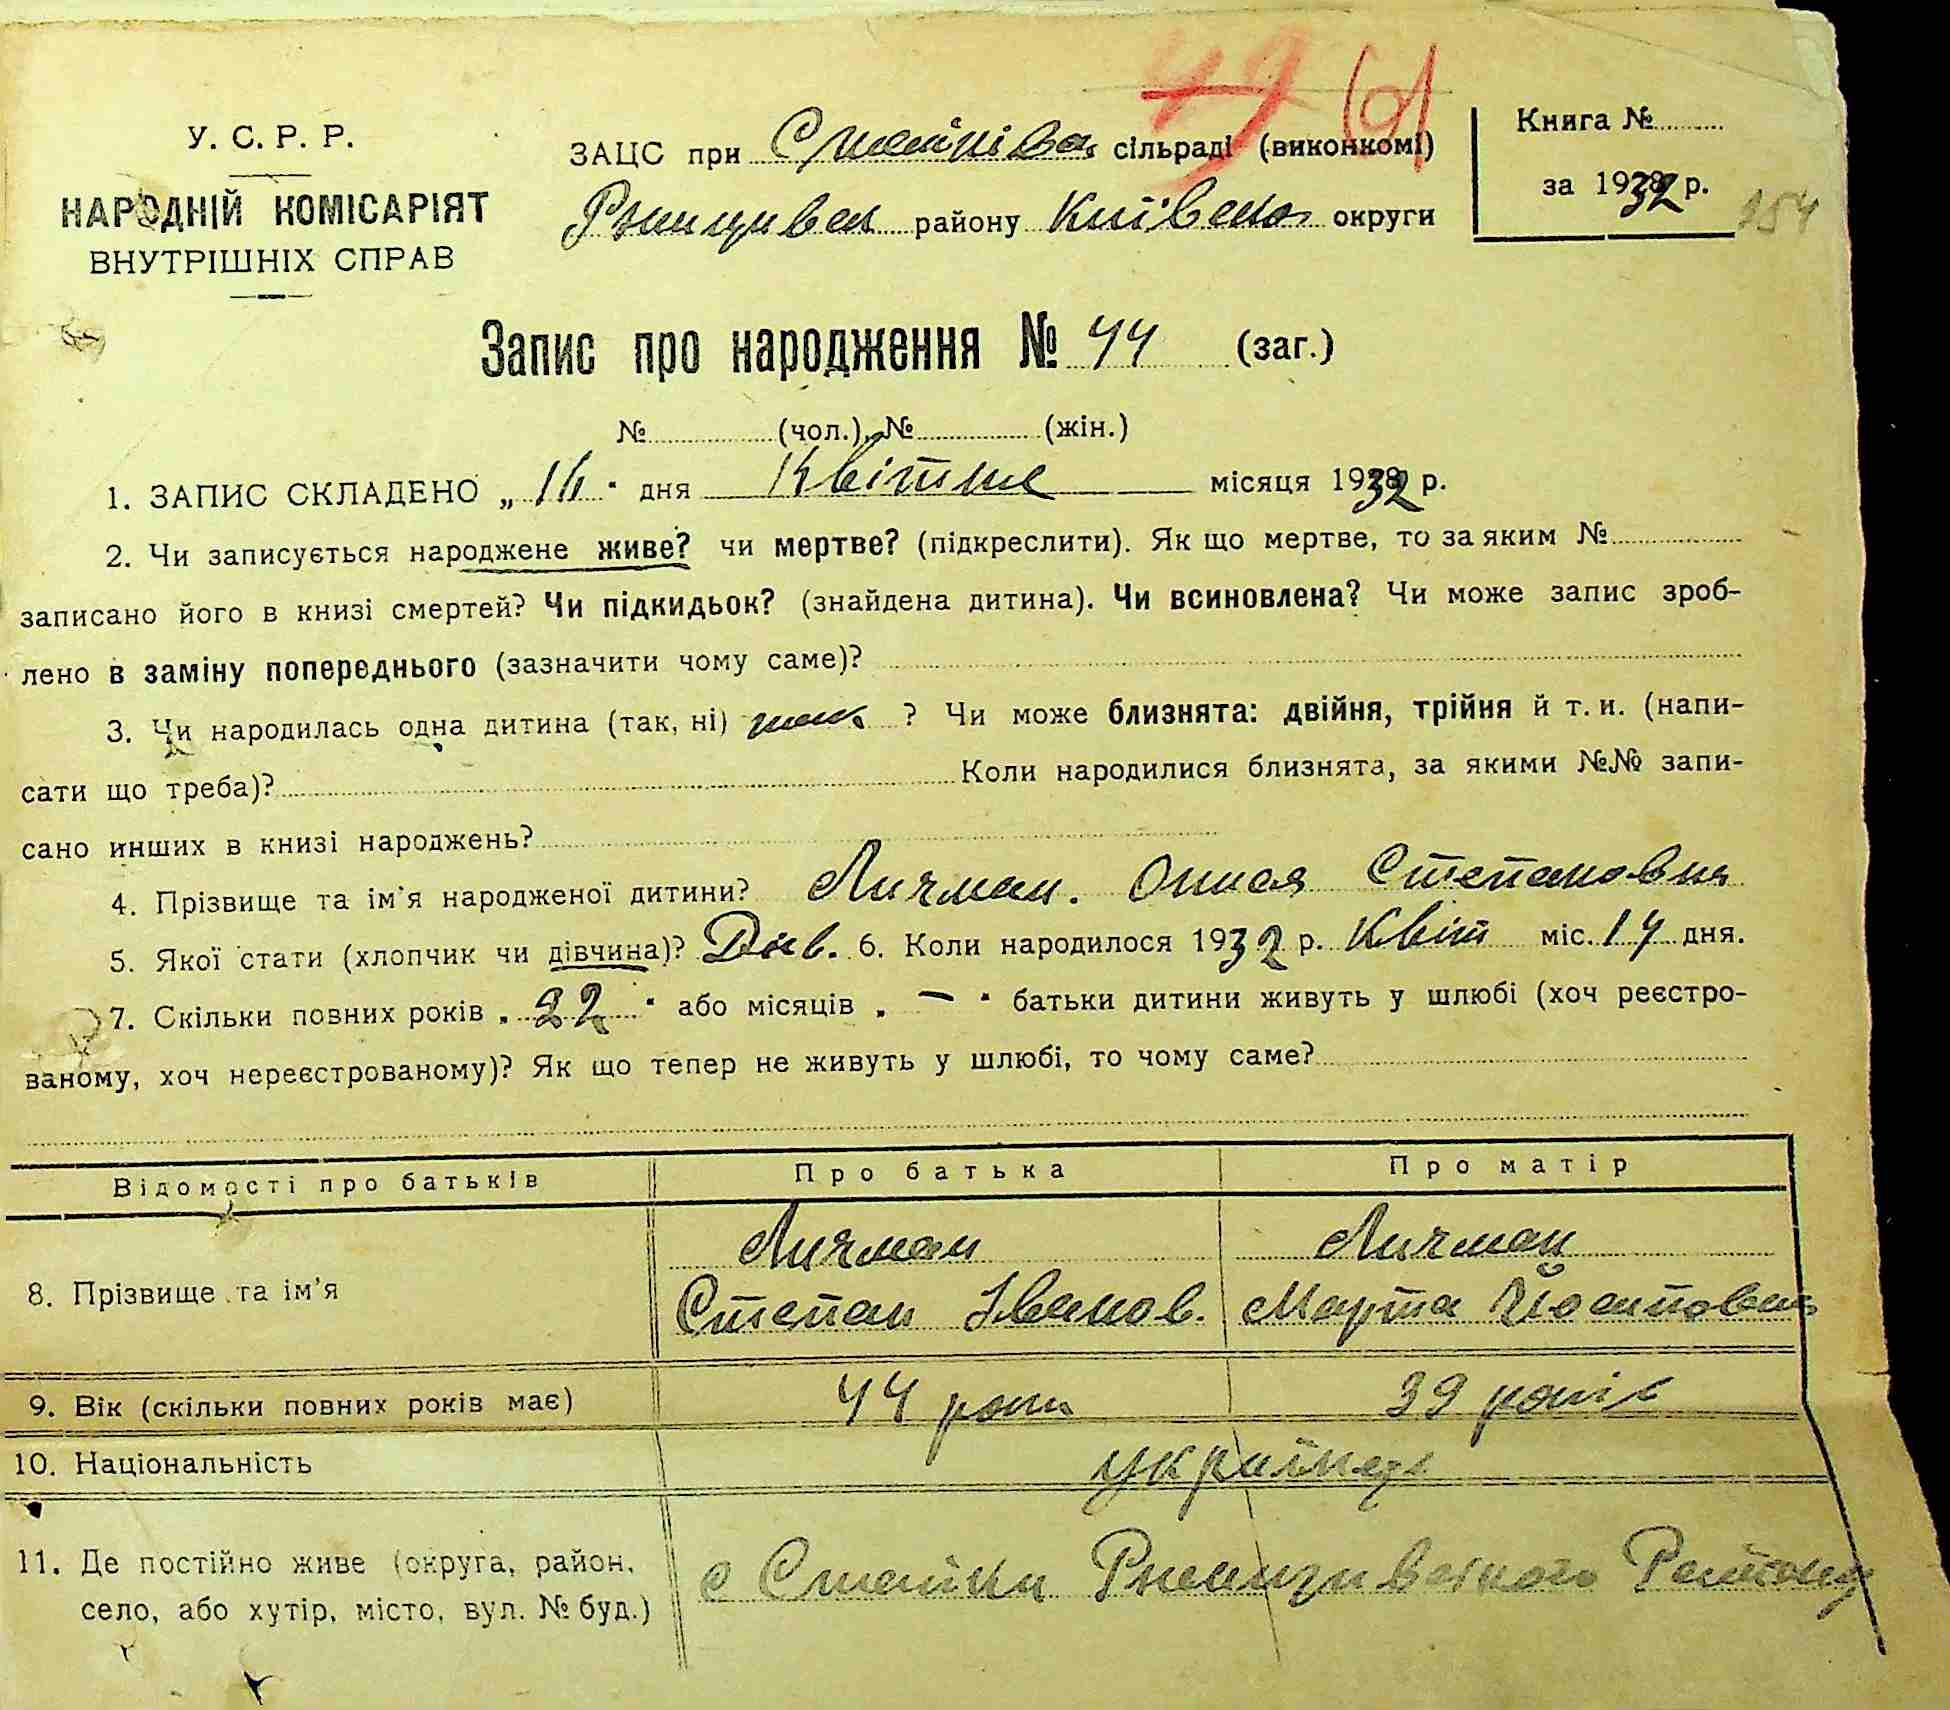 49 61
У. С. Р. Р.
НАРОДНІЙ КОМІСАРІЯТ
ВНУТРІШНІХ СПРАВ
ЗАЦС при Стайківск сільраді (виконкомі)
Ржищивск району Київської округи
Книга №
за 1932 р.
354
Запис про народження № 44 (заг.)
№ (чол.), № (жін.)
1. ЗАПИС СКЛАДЕНО „ 16 " дня Квітня місяця 1932 р.
2. Чи записується народжене живе? чи мертве? (підкреслити). Як що мертве, то за яким №
записано його в книзі смертей? Чи підкидьок? (знайдена дитина). Чи всиновлена? Чи може запис зроб-
лено в заміну попереднього (зазначити чому саме)?
3. Чи народилась одна дитина (так, ні) так ? Чи може близнята: двійня, трійня й т. и. (напи-
сати що треба)? Коли народилися близнята, за якими №№ запи-
сано инших в книзі народжень?
4. Прізвище та ім'я народженої дитини? Личман. Степановна
5. Якої стати (хлопчик чи дівчина)? Дів. 6. Коли народилося 1932 р. Квіт міс. 14 дня.
7. Скільки повних років „ 22 " або місяців „ — " батьки дитини живуть у шлюбі (хоч реєстро-
ваному, хоч нереєстрованому)? Як що тепер не живуть у шлюбі, то чому саме?
Відомості про батьків Про батька Про матір
8. Прізвище та ім'я Личман Степан Іванов. Личман Марта Йосиповна
9. Вік (скільки повних років має) 44 роки 39 років
10. Національність українці
11. Де постійно живе (округа, район,
село, або хутір, місто, вул. № буд.) с Стайки Ржищивского Району